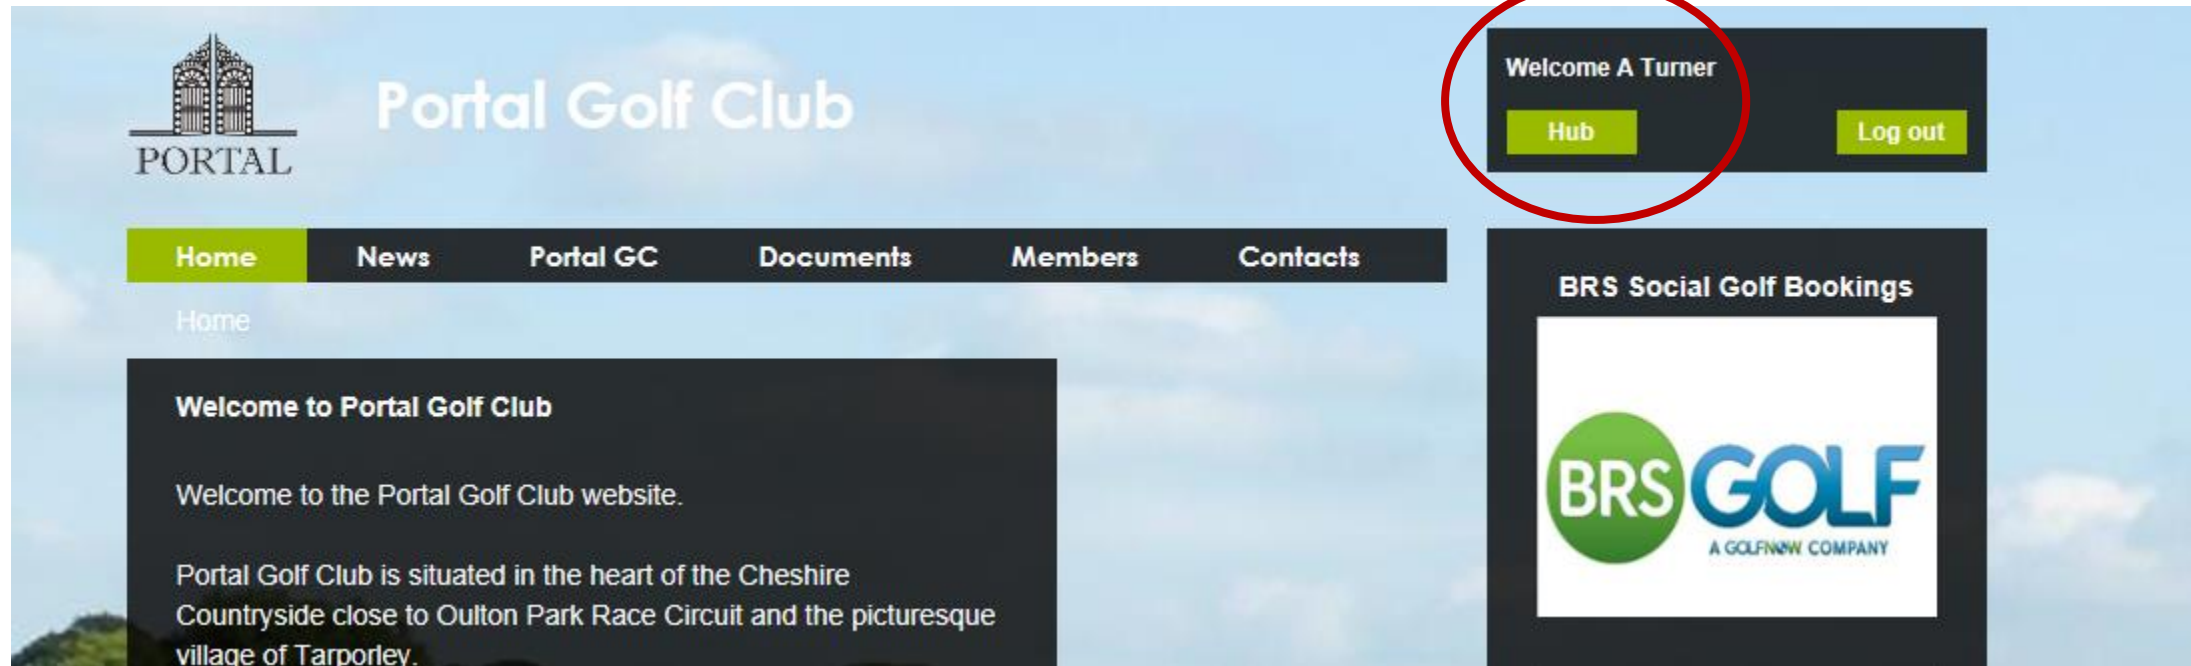 PORTAL
Portal Golf Club
Welcome A Turner
Hub
Log out
Home
News
Portal GC
Documents
Members
Contacts
Home
Welcome to Portal Golf Club
Welcome to the Portal Golf Club website.
Portal Golf Club is situated in the heart of the Cheshire
Countryside close to Oulton Park Race Circuit and the picturesque
village of Tarporley.
BRS Social Golf Bookings
BRS GOLF
A GOLFNOW COMPANY